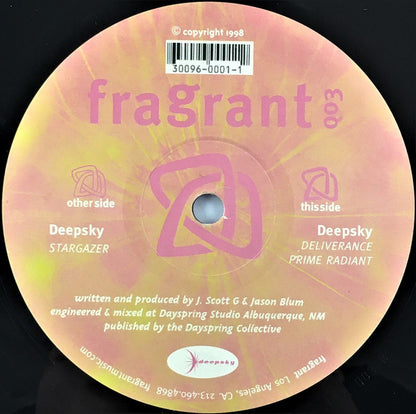 © copyright 1998
30096-0001-1
fragrant 003
other side
Deepsky
STARGAZER
this side
Deepsky
DELIVERANCE
PRIME RADIANT
written and produced by J. Scott G & Jason Blum
engineered & mixed at Dayspring Studio Albuquerque, NM
published by the Dayspring Collective
deepsky
fragrant Los Angeles, CA. 213.460.4868 fragrantmusic.com